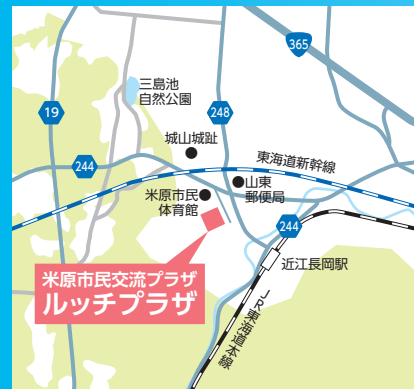 365
三島池
自然公園
19
248
城山城趾
244
東海道新幹線
米原市民
体育館
山東
郵便局
244
米原市民交流プラザ
ルッチプラザ
近江長岡駅
JR東海道本線